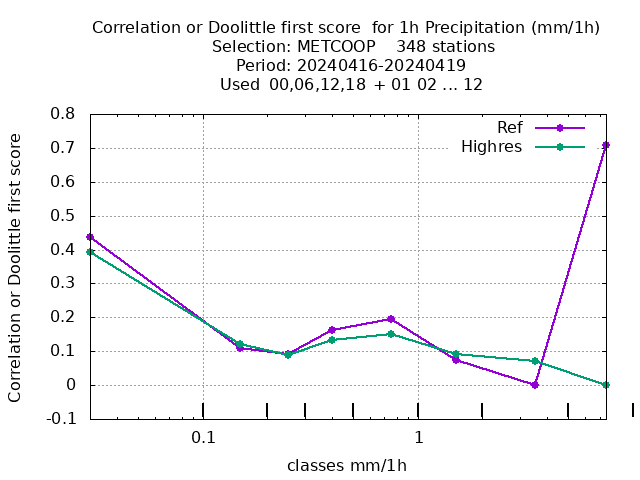 Correlation or Doolittle first score  for 1h Precipitation (mm/1h)
Selection: METCOOP    348 stations
Period: 20240416-20240419
Used  00,06,12,18  + 01 02 ... 12
Ref
Highres
0.8
0.7
0.6
0.5
0.4
0.3
0.2
0.1
0
-0.1
Correlation or Doolittle first score
0.1
1
classes mm/1h